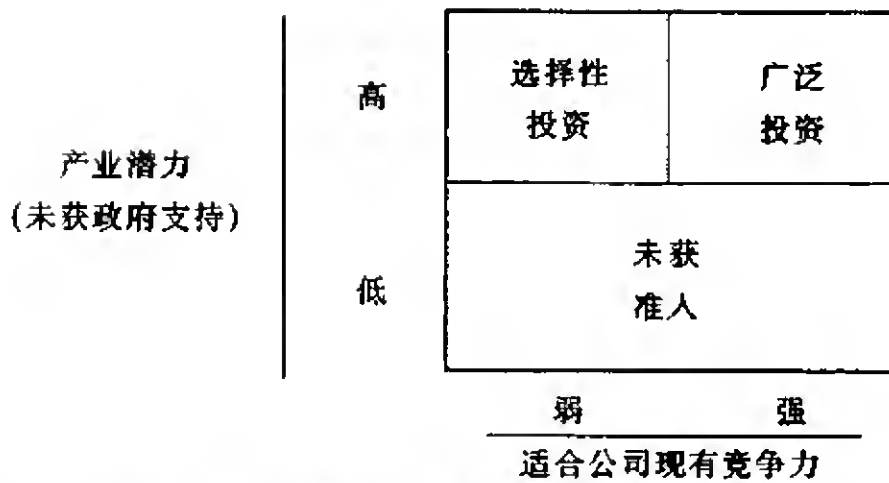 选择性 广泛
高
投资 投资
产业潜力
(未获政府支持)
未获
低
准人
弱 强
适合公司现有竞争力